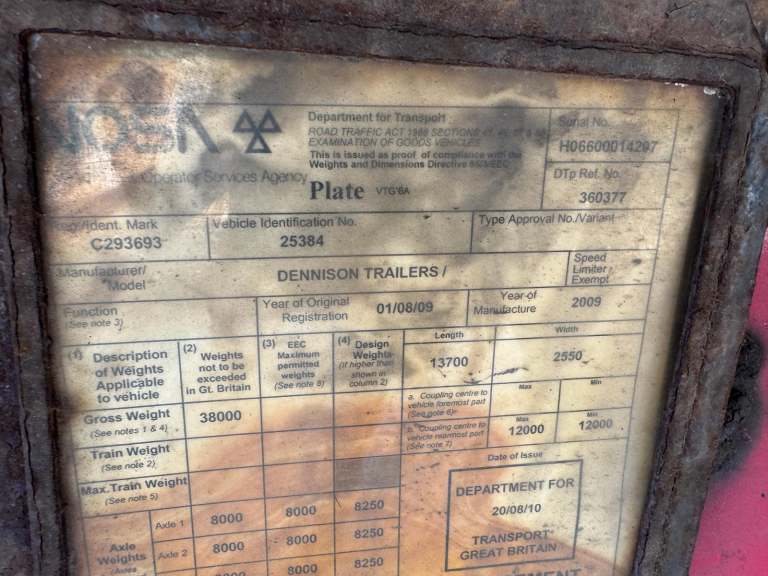 VOSA
Department for Transport
ROAD TRAFFIC ACT 1988 SECTIONS
EXAMINATION OF GOODS VEHICLES
This is issued as proof of compliance with the
Weights and Dimensions Directive
Operator Services Agency
Plate VTG 6A
Serial No.
H06600014297
DTp Ref. No.
360377
Reg/Ident. Mark
C293693
Vehicle Identification No.
25384
Type Approval No./Variant
Manufacturer/
Model
DENNISON TRAILERS /
Speed
Limiter
Exempt
Function
(See note 3)
Year of Original
Registration
01/08/09
Year of
Manufacture
2009
(1) Description
of Weights
Applicable
to vehicle
(2) Weights
not to be
exceeded
in Gt. Britain
(3) EEC
Maximum
permitted
weights
(See note 8)
(4) Design
Weights
(if higher than
shown in
column 2)
Length
13700
Width
2550
a. Coupling centre to
vehicle foremost part
(See note 6)
Max
Min
Gross Weight
(See notes 1 & 4)
38000
b. Coupling centre to
vehicle rearmost part
(See note 7)
Max
12000
Min
12000
Train Weight
(See note 2)
Max.Train Weight
(See note 5)
Date of Issue
DEPARTMENT FOR
20/08/10
TRANSPORT
GREAT BRITAIN
Axle
Weights
Axle 1
8000
8000
8250
Axle 2
8000
8000
8250
8000
8000
8250